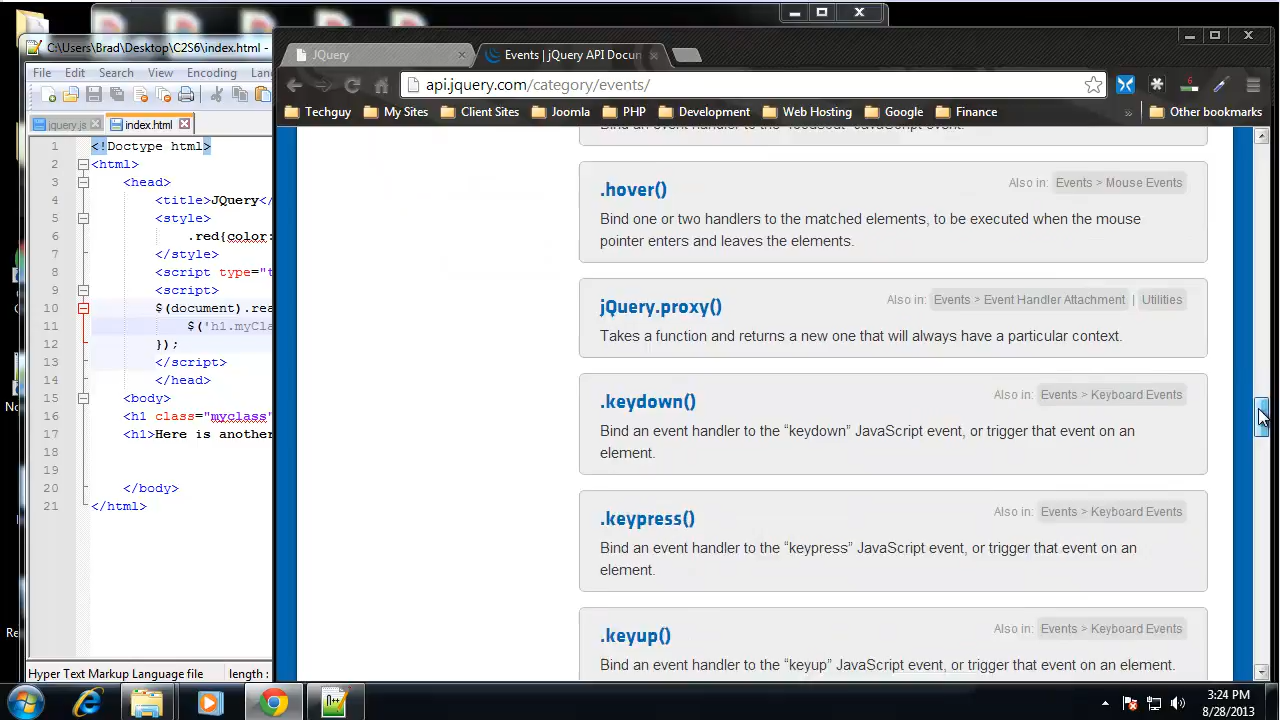 C:\Users\Brad\Desktop\C2S6\index.html -
File Edit Search View Encoding Lan
jquery.js
index.html
1 <!Doctype html>
2 <html>
3 <head>
4 <title>JQuery</
5 <style>
6 .red{color:
7 </style>
8 <script type="t
9 <script>
10 $(document).rea
11 $('h1.myCla
12 });
13 </script>
14 </head>
15 <body>
16 <h1 class="myclass"
17 <h1>Here is another
18
19
20 </body>
21 </html>
Hyper Text Markup Language file length :
JQuery
Events | jQuery API Docum
api.jquery.com/category/events/
6
Techguy My Sites Client Sites Joomla PHP Development Web Hosting Google Finance » Other bookmarks
.hover()
Also in: Events > Mouse Events
Bind one or two handlers to the matched elements, to be executed when the mouse
pointer enters and leaves the elements.
jQuery.proxy()
Also in: Events > Event Handler Attachment | Utilities
Takes a function and returns a new one that will always have a particular context.
.keydown()
Also in: Events > Keyboard Events
Bind an event handler to the “keydown” JavaScript event, or trigger that event on an
element.
.keypress()
Also in: Events > Keyboard Events
Bind an event handler to the “keypress” JavaScript event, or trigger that event on an
element.
.keyup()
Also in: Events > Keyboard Events
Bind an event handler to the “keyup” JavaScript event, or trigger that event on an element.
No
Re
3:24 PM
8/28/2013